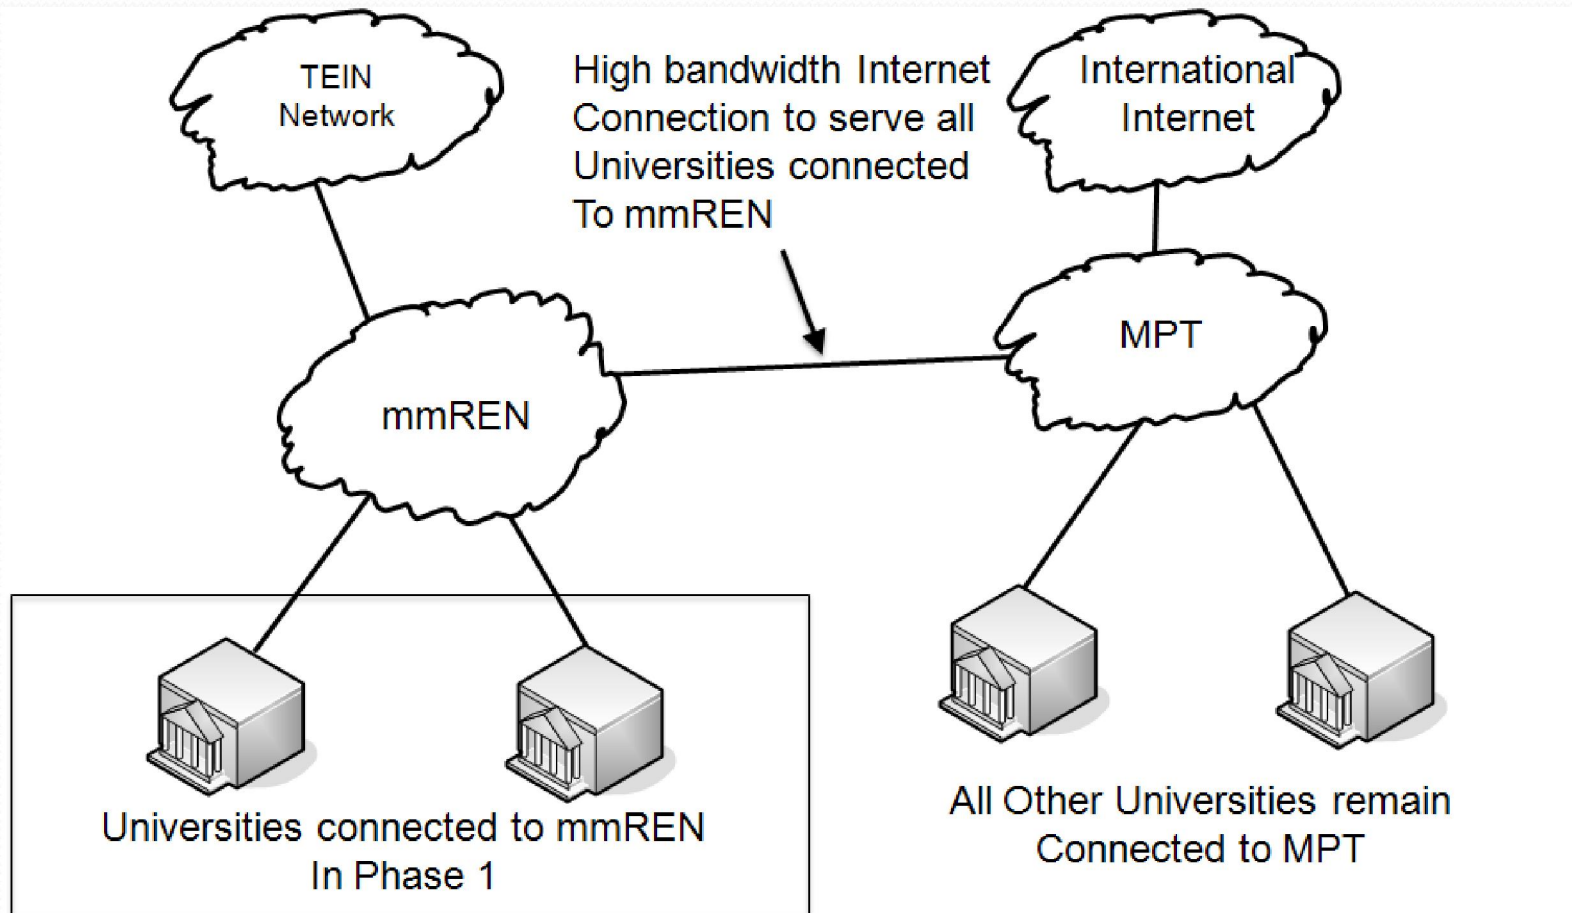 TEIN
Network
High bandwidth Internet
Connection to serve all
Universities connected
To mmREN
International
Internet
MPT
mmREN
Universities connected to mmREN
In Phase 1
All Other Universities remain
Connected to MPT